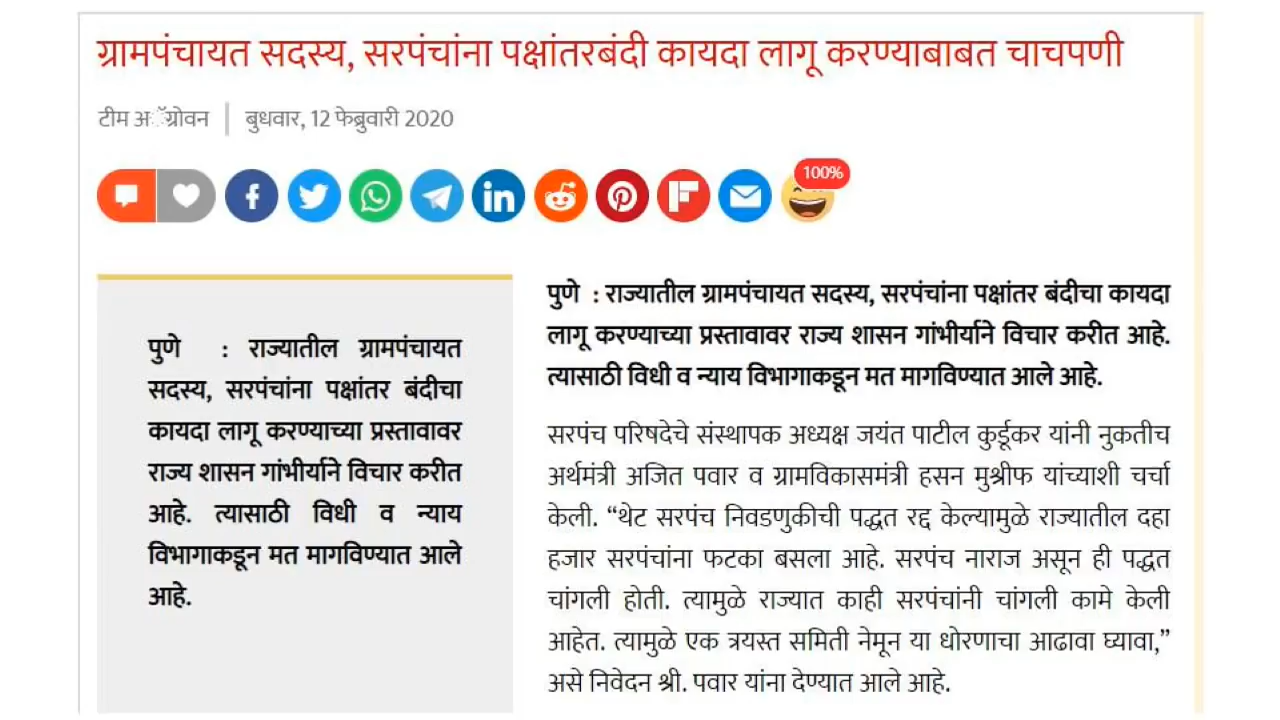 ग्रामपंचायत सदस्य, सरपंचांना पक्षांतरबंदी कायदा लागू करण्याबाबत चाचपणी
टीम अॅग्रोवन | बुधवार, 12 फेब्रुवारी 2020
100%
पुणे : राज्यातील ग्रामपंचायत
सदस्य, सरपंचांना पक्षांतर बंदीचा
कायदा लागू करण्याच्या प्रस्तावावर
राज्य शासन गांभीर्याने विचार करीत
आहे. त्यासाठी विधी व न्याय
विभागाकडून मत मागविण्यात आले
आहे.
पुणे : राज्यातील ग्रामपंचायत सदस्य, सरपंचांना पक्षांतर बंदीचा कायदा
लागू करण्याच्या प्रस्तावावर राज्य शासन गांभीर्याने विचार करीत आहे.
त्यासाठी विधी व न्याय विभागाकडून मत मागविण्यात आले आहे.
सरपंच परिषदेचे संस्थापक अध्यक्ष जयंत पाटील कुर्डूकर यांनी नुकतीच
अर्थमंत्री अजित पवार व ग्रामविकासमंत्री हसन मुश्रीफ यांच्याशी चर्चा
केली. “थेट सरपंच निवडणुकीची पद्धत रद्द केल्यामुळे राज्यातील दहा
हजार सरपंचांना फटका बसला आहे. सरपंच नाराज असून ही पद्धत
चांगली होती. त्यामुळे राज्यात काही सरपंचांनी चांगली कामे केली
आहेत. त्यामुळे एक त्रयस्त समिती नेमून या धोरणाचा आढावा घ्यावा,”
असे निवेदन श्री. पवार यांना देण्यात आले आहे.